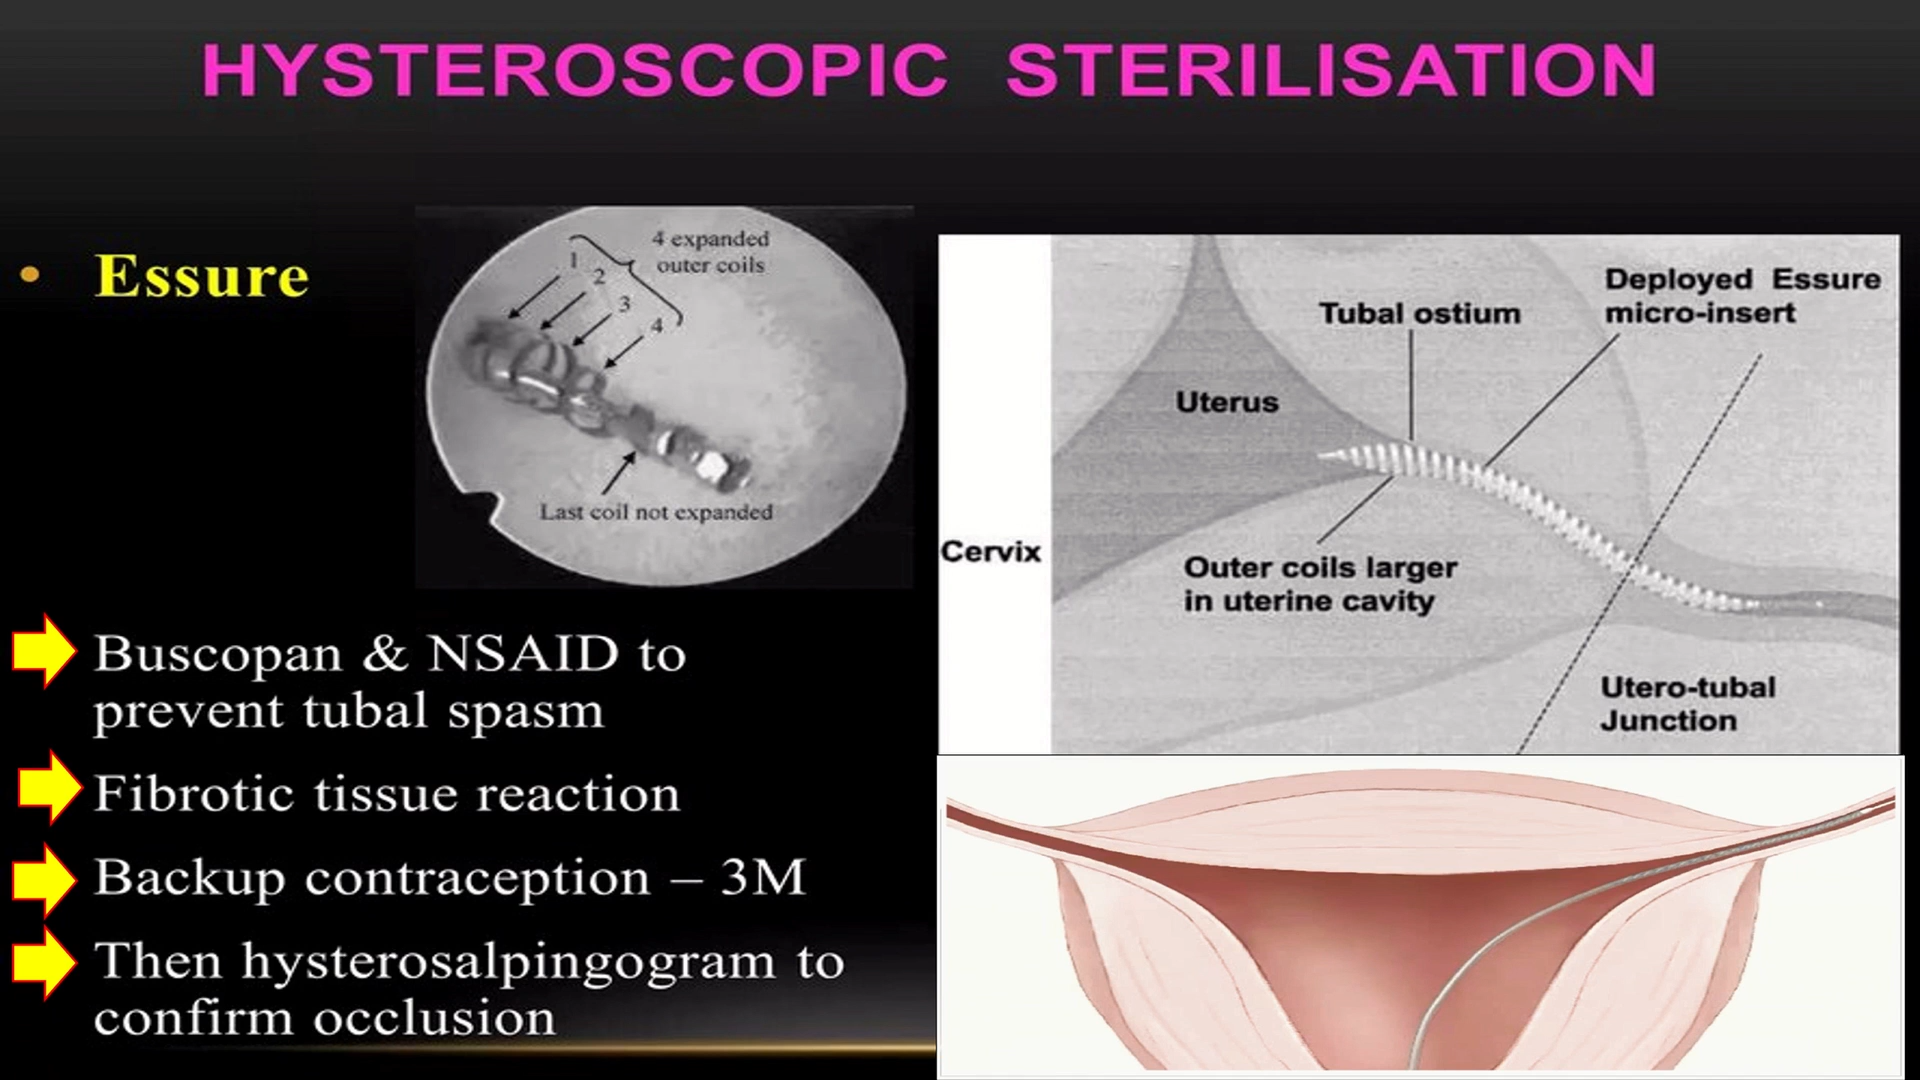 HYSTEROSCOPIC STERILISATION
• Essure
4 expanded
outer coils
1
2
3
4
Last coil not expanded
Buscopan & NSAID to
prevent tubal spasm
Fibrotic tissue reaction
Backup contraception – 3M
Then hysterosalpingogram to
confirm occlusion
Deployed Essure
micro-insert
Tubal ostium
Uterus
Cervix
Outer coils larger
in uterine cavity
Utero-tubal
Junction